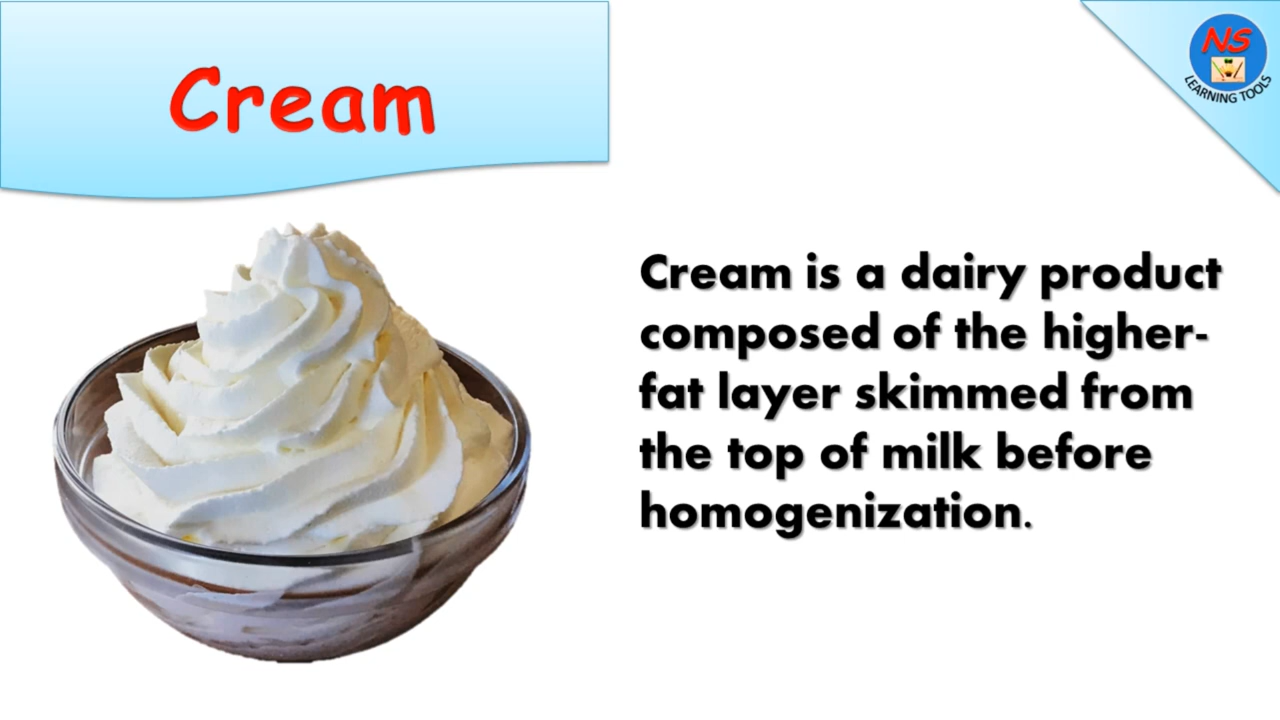 Cream
NS
LEARNING TOOLS
Cream is a dairy product
composed of the higher-
fat layer skimmed from
the top of milk before
homogenization.